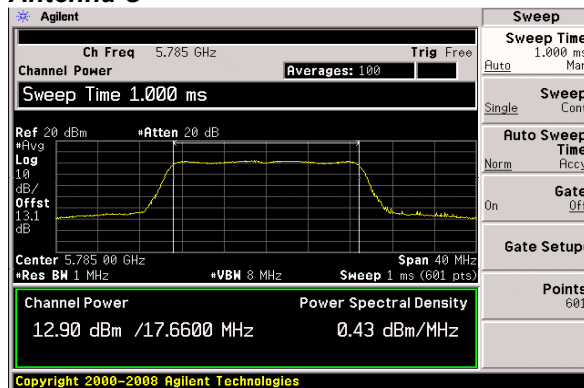 Agilent
Sweep
Ch Freq 5.785 GHz Trig Free
Channel Power Averages: 100
Sweep Time 1.000 ms
Ref 20 dBm #Atten 20 dB
#Avg
Log
10
dB/
Offst
13.1
dB
Center 5.785 00 GHz Span 40 MHz
#Res BW 1 MHz #VBW 8 MHz Sweep 1 ms (601 pts)
Channel Power Power Spectral Density
12.90 dBm /17.6600 MHz 0.43 dBm/MHz
Copyright 2000-2008 Agilent Technologies
Sweep Time
1.000 ms
Auto Man
Sweep
Single Cont
Auto Sweep
Time
Norm Accy
Gate
On Off
Gate Setup
Points
601